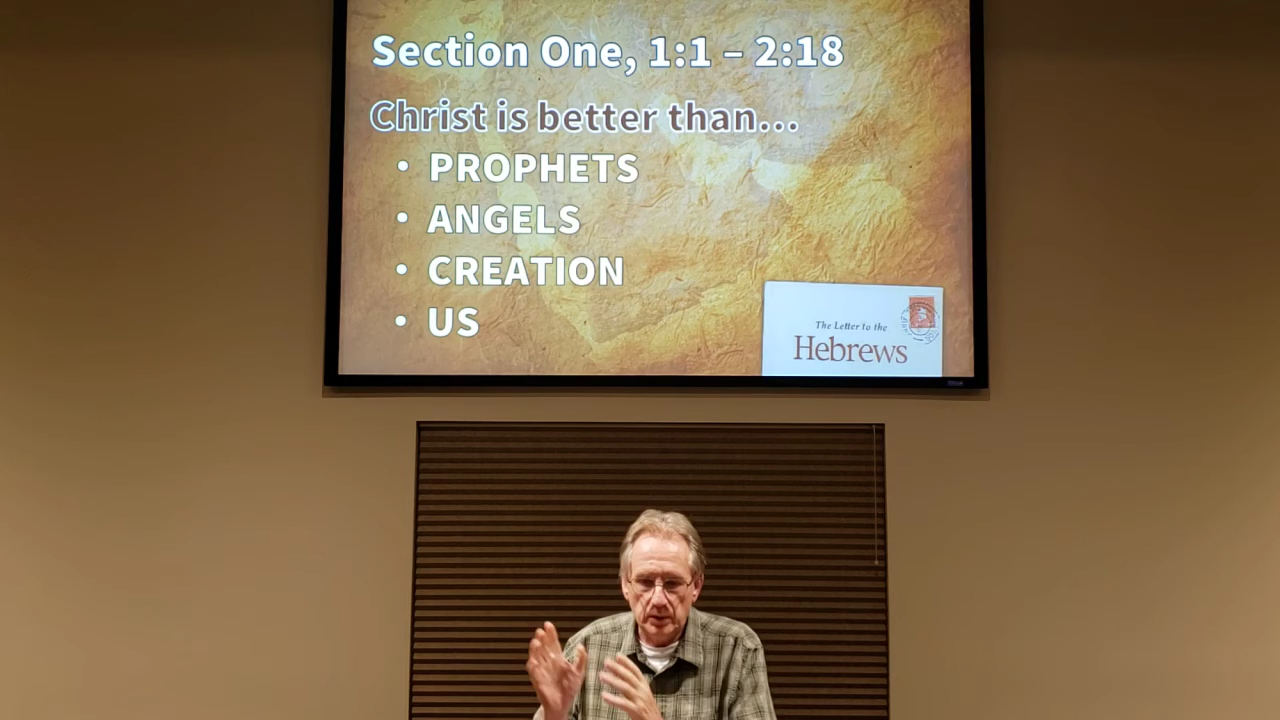 Section One, 1:1 – 2:18
Christ is better than...
• PROPHETS
• ANGELS
• CREATION
• US
The Letter to the
Hebrews